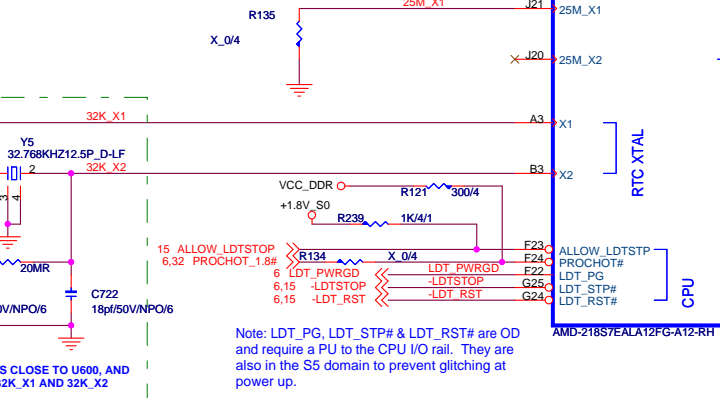 25M_X1
J21
25M_X1
R135
X_0/4
J20
25M_X2
32K_X1
A3
X1
Y5
32.768KHZ12.5P_D-LF
2
32K_X2
B3
X2
RTC XTAL
3
4
VCC_DDR
R121
300/4
+1.8V_S0
R239
1K/4/1
15 ALLOW_LDTSTOP
F23
ALLOW_LDTSTP
6,32 PROCHOT_1.8#
R134
X_0/4
F24
PROCHOT#
6 LDT_PWRGD
LDT_PWRGD
F22
LDT_PG
6,15 -LDTSTOP
-LDTSTOP
G25
LDT_STP#
6,15 -LDT_RST
-LDT_RST
G24
LDT_RST#
CPU
20MR
C722
0V/NPO/6
18pf/50V/NPO/6
AMD-218S7EALA12FG-A12-RH
Note: LDT_PG, LDT_STP# & LDT_RST# are OD
and require a PU to the CPU I/O rail. They are
also in the S5 domain to prevent glitching at
power up.
S CLOSE TO U600, AND
32K_X1 AND 32K_X2